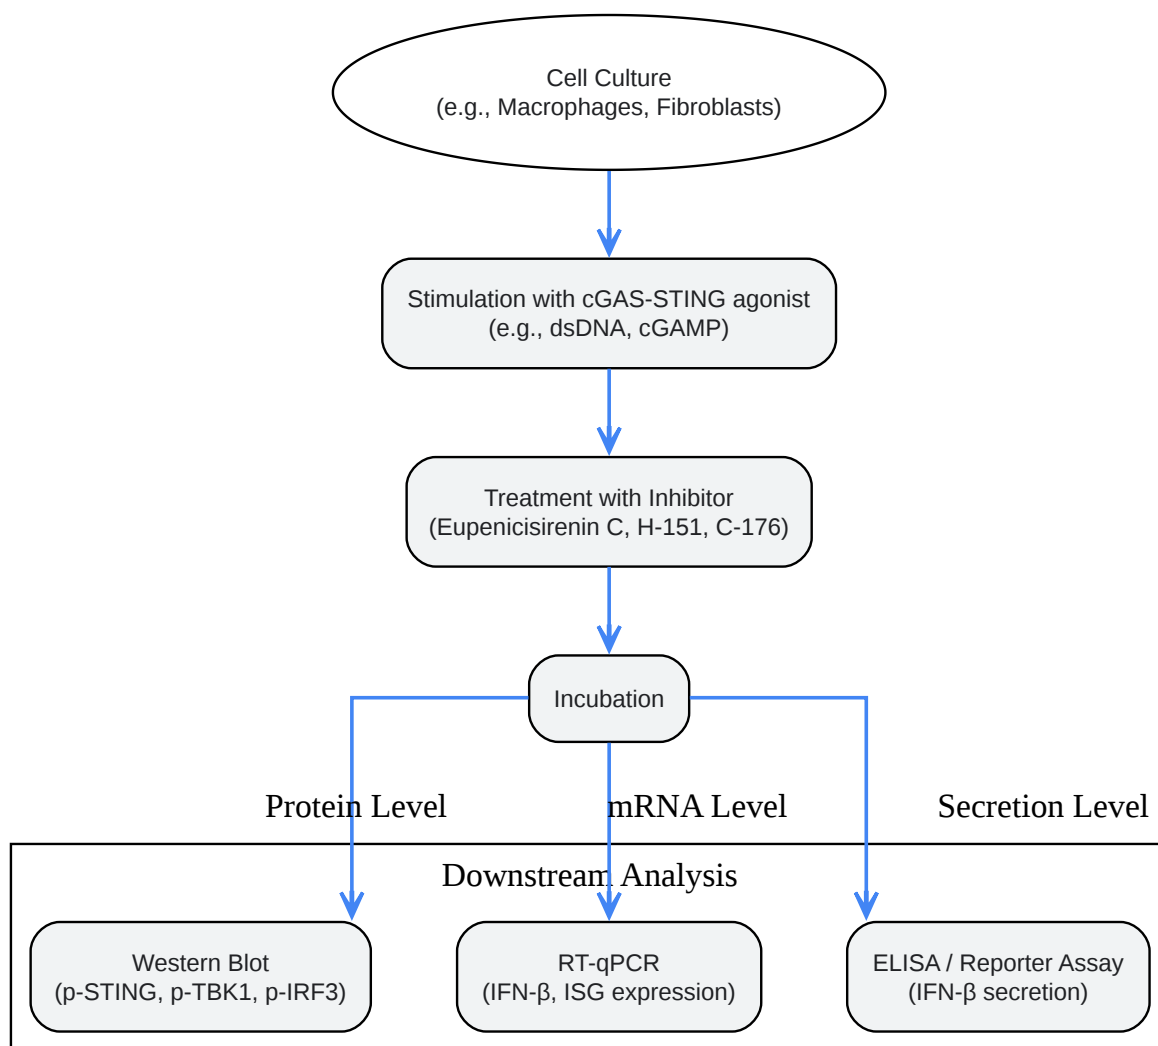 Cell Culture
(e.g., Macrophages, Fibroblasts)
Stimulation with cGAS-STING agonist
(e.g., dsDNA, cGAMP)
Treatment with Inhibitor
(Eupenicisirenin C, H-151, C-176)
Incubation
Protein Level
mRNA Level
Secretion Level
Downstream Analysis
Western Blot
(p-STING, p-TBK1, p-IRF3)
RT-qPCR
(IFN-β, ISG expression)
ELISA / Reporter Assay
(IFN-β secretion)